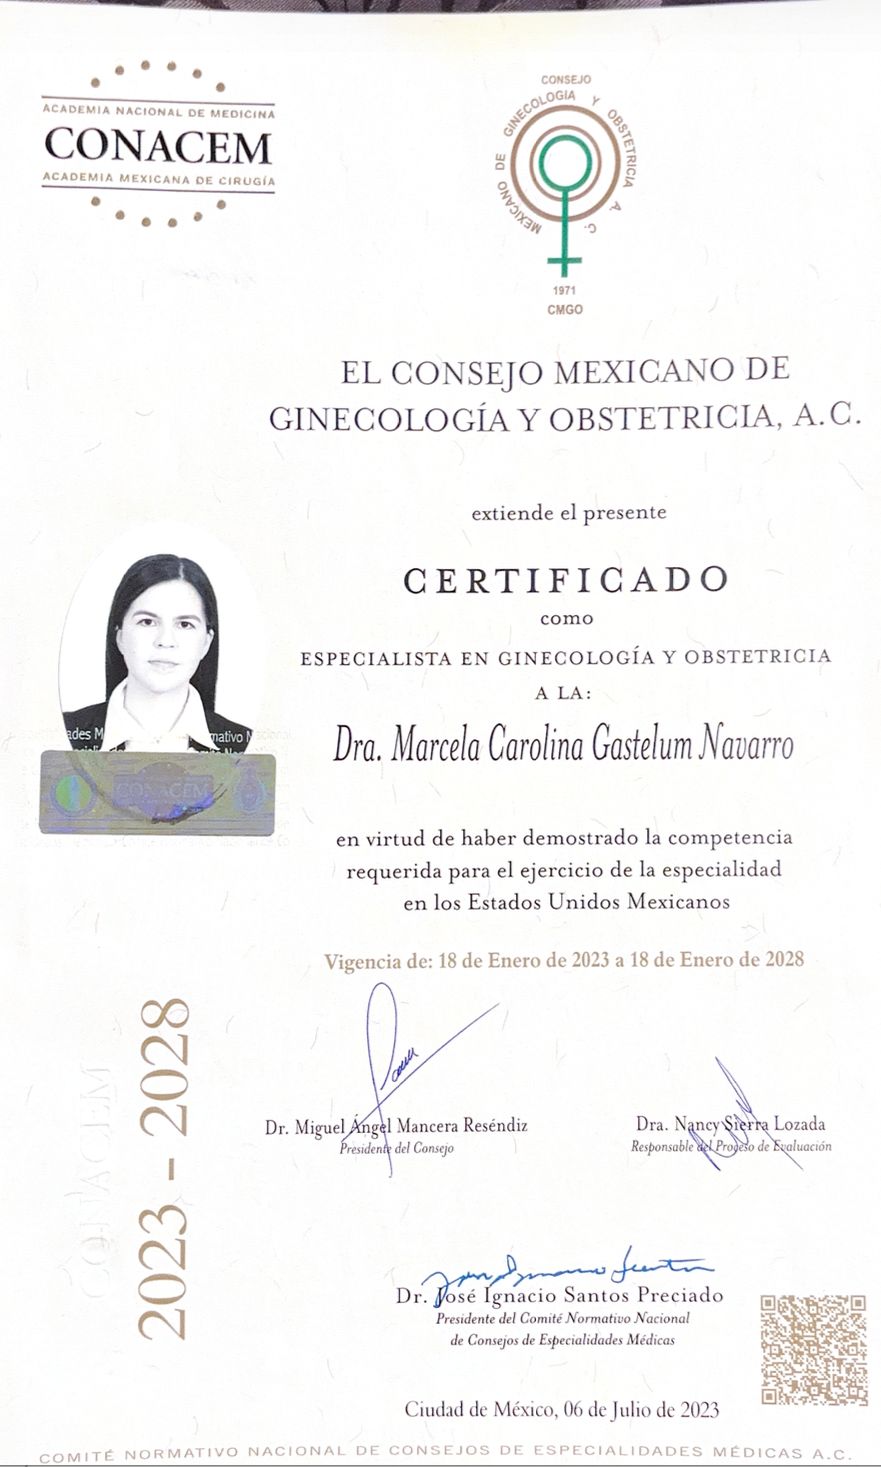 ACADEMIA NACIONAL DE MEDICINA
CONACEM
ACADEMIA MEXICANA DE CIRUGÍA
CONSEJO MEXICANO DE GINECOLOGIA Y OBSTETRICIA A. C.
1971
CMGO
EL CONSEJO MEXICANO DE
GINECOLOGÍA Y OBSTETRICIA, A.C.
extiende el presente
CERTIFICADO
como
ESPECIALISTA EN GINECOLOGÍA Y OBSTETRICIA
A LA:
Dra. Marcela Carolina Gastelum Navarro
ades M
rmativo Nacional
CONACEM
en virtud de haber demostrado la competencia
requerida para el ejercicio de la especialidad
en los Estados Unidos Mexicanos
Vigencia de: 18 de Enero de 2023 a 18 de Enero de 2028
CONACEM
2023 - 2028
Dr. Miguel Ángel Mancera Reséndiz
Presidente del Consejo
Dra. Nancy Sierra Lozada
Responsable del Proceso de Evaluación
Dr. José Ignacio Santos Preciado
Presidente del Comité Normativo Nacional
de Consejos de Especialidades Médicas
Ciudad de México, 06 de Julio de 2023
COMITÉ NORMATIVO NACIONAL DE CONSEJOS DE ESPECIALIDADES MÉDICAS A.C.